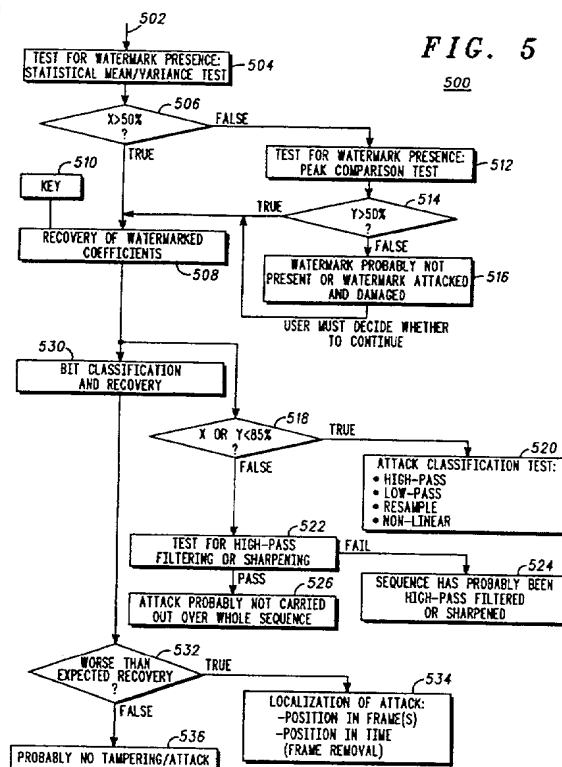 502
FIG. 5
500
TEST FOR WATERMARK PRESENCE:
STATISTICAL MEAN/VARIANCE TEST
504
506
X>50%
?
FALSE
TRUE
510
KEY
TEST FOR WATERMARK PRESENCE:
PEAK COMPARISON TEST
512
514
TRUE
Y>50%
?
FALSE
RECOVERY OF WATERMARKED
COEFFICIENTS
508
WATERMARK PROBABLY NOT
PRESENT OR WATERMARK ATTACKED
AND DAMAGED
516
USER MUST DECIDE WHETHER
TO CONTINUE
530
BIT CLASSIFICATION
AND RECOVERY
518
X OR Y<85%
?
TRUE
FALSE
520
ATTACK CLASSIFICATION TEST:
• HIGH-PASS
• LOW-PASS
• RESAMPLE
• NON-LINEAR
522
TEST FOR HIGH-PASS
FILTERING OR SHARPENING
FAIL
PASS
524
SEQUENCE HAS PROBABLY BEEN
HIGH-PASS FILTERED
OR SHARPENED
526
ATTACK PROBABLY NOT CARRIED
OUT OVER WHOLE SEQUENCE
532
WORSE THAN
EXPECTED RECOVERY
?
TRUE
FALSE
534
LOCALIZATION OF ATTACK:
-POSITION IN FRAME(S)
-POSITION IN TIME
(FRAME REMOVAL)
536
PROBABLY NO TAMPERING/ATTACK